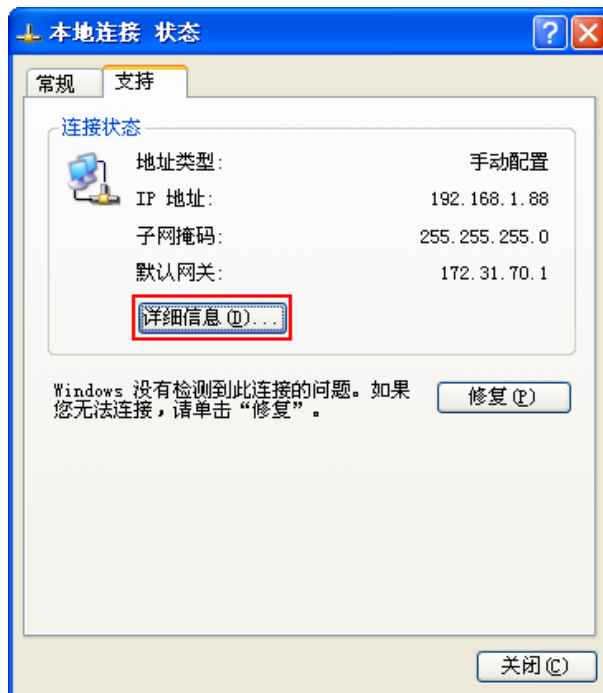 本地连接 状态
常规 支持
连接状态
地址类型: 手动配置
IP 地址: 192.168.1.88
子网掩码: 255.255.255.0
默认网关: 172.31.70.1
详细信息(D)...
Windows 没有检测到此连接的问题。如果
您无法连接，请单击“修复”。
修复(P)
关闭(C)